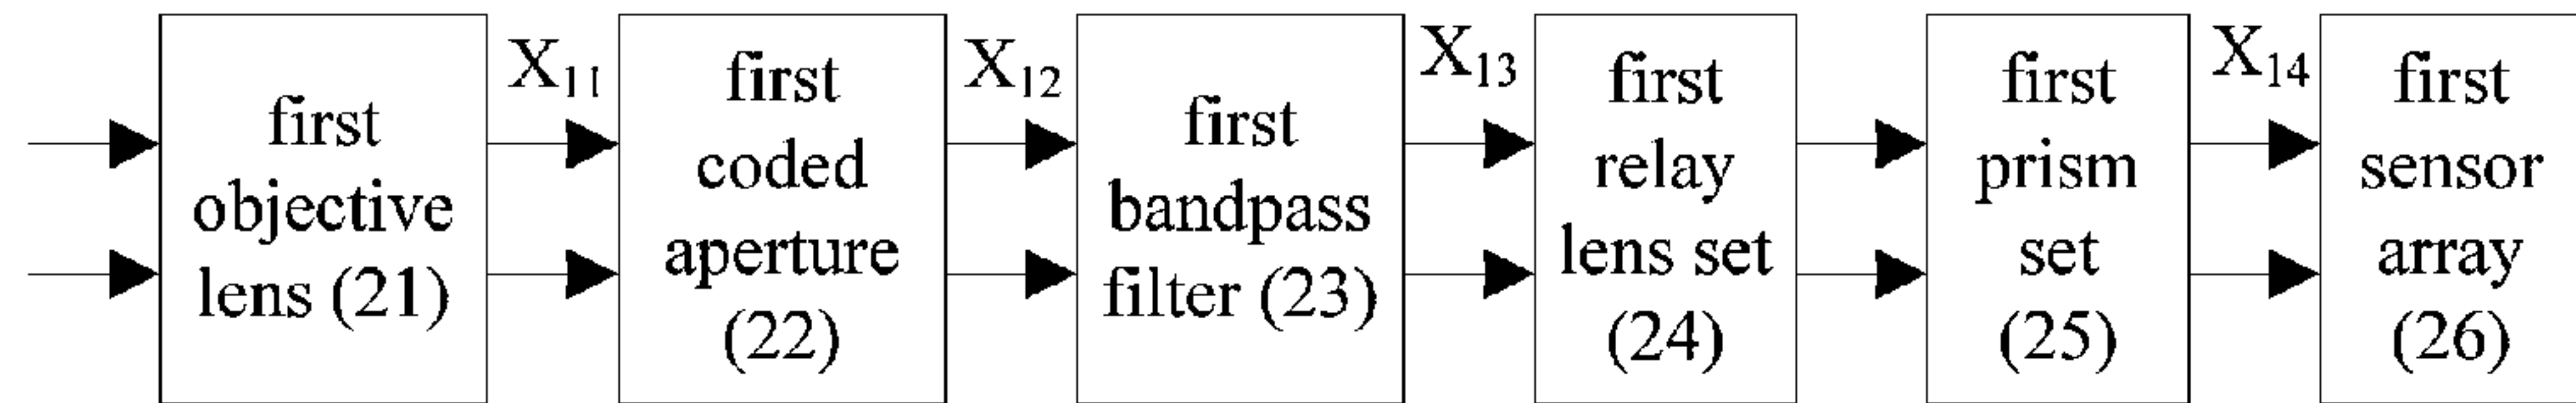 first
objective
lens (21)
X11
first
coded
aperture
(22)
X12
first
bandpass
filter (23)
X13
first
relay
lens set
(24)
first
prism
set
(25)
X14
first
sensor
array
(26)